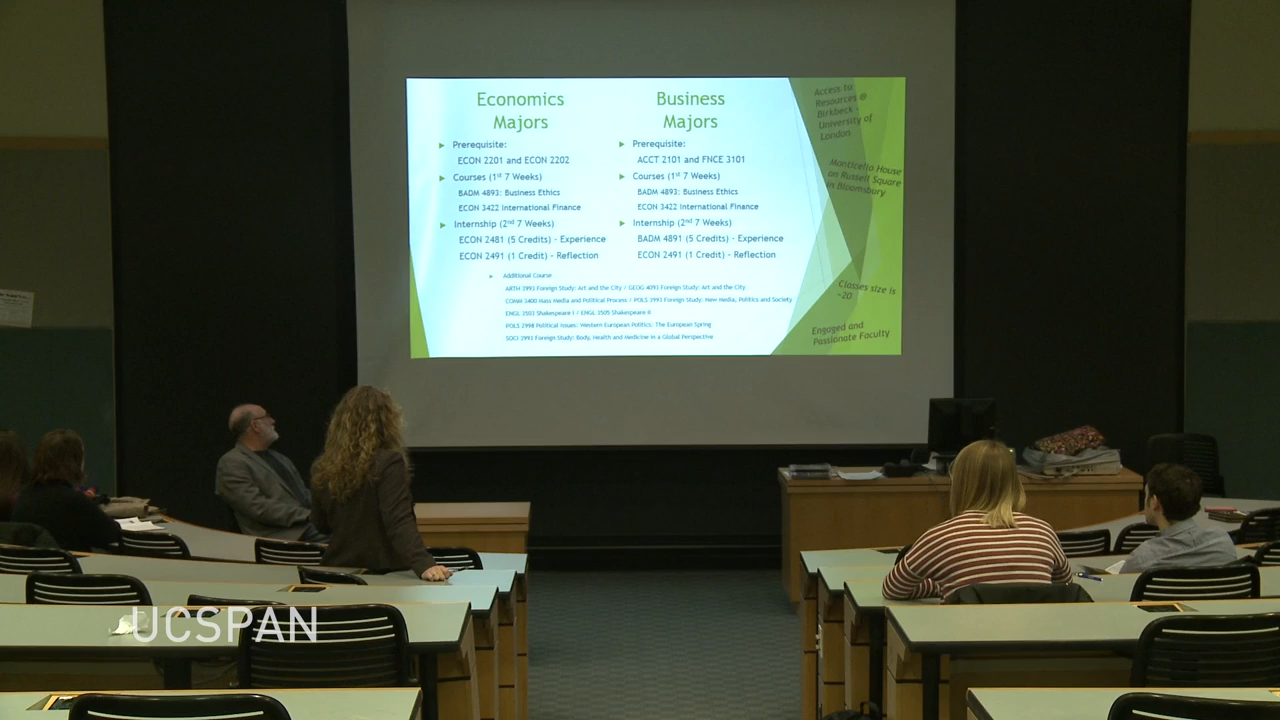 Economics
Majors
Prerequisite:
ECON 2201 and ECON 2202
Courses (1st 7 Weeks)
BADM 4893: Business Ethics
ECON 3422 International Finance
Internship (2nd 7 Weeks)
ECON 2481 (5 Credits) - Experience
ECON 2491 (1 Credit) - Reflection
Business
Majors
Prerequisite:
ACCT 2101 and FNCE 3101
Courses (1st 7 Weeks)
BADM 4893: Business Ethics
ECON 3422 International Finance
Internship (2nd 7 Weeks)
BADM 4891 (5 Credits) - Experience
ECON 2491 (1 Credit) - Reflection
Additional Course
ARTH 3993 Foreign Study: Art and the City / GEOG 4093 Foreign Study: Art and the City
COMM 3400 Mass Media and Political Process / POLS 3993 Foreign Study: New Media, Politics and Society
ENGL 3503 Shakespeare I / ENGL 3505 Shakespeare II
POLS 2998 Political Issues: Western European Politics: The European Spring
SOCI 3993 Foreign Study: Body, Health and Medicine in a Global Perspective
Access to
Resources @
Birkbeck -
University of
London
Monticello House
on Russell Square
in Bloomsbury
Classes size is
~20
Engaged and
Passionate Faculty
UCSPAN